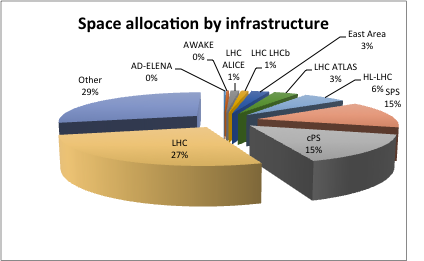 Space allocation by infrastructure
AWAKE
0%
AD-ELENA
0%
LHC
ALICE
1%
LHC LHCb
1%
East Area
3%
LHC ATLAS
3%
HL-LHC
6%
SPS
15%
Other
29%
LHC
27%
cPS
15%